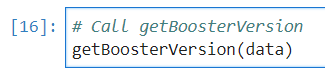 [16]: # Call getBoosterVersion
getBoosterVersion(data)